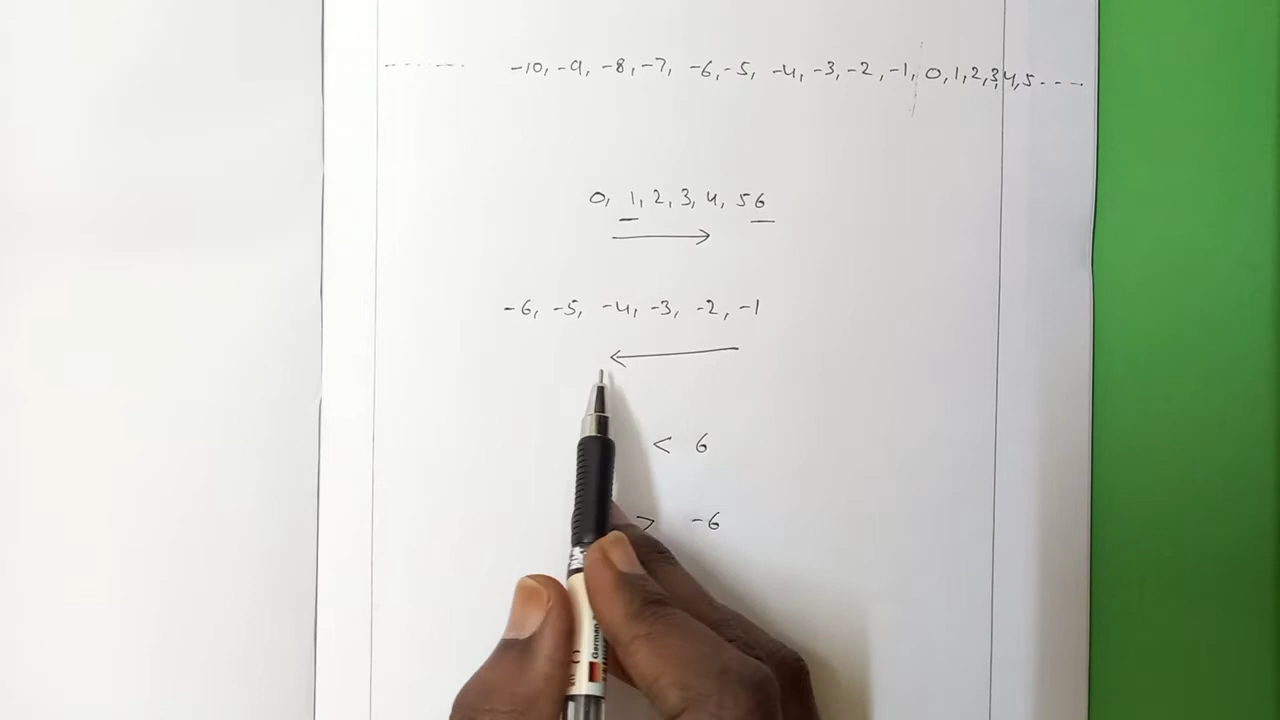 ------- -10, -9, -8, -7, -6, -5, -4, -3, -2, -1, 0, 1, 2, 3, 4, 5 ----
0, 1, 2, 3, 4, 5 6
-6, -5, -4, -3, -2, -1
< 6
> -6
German